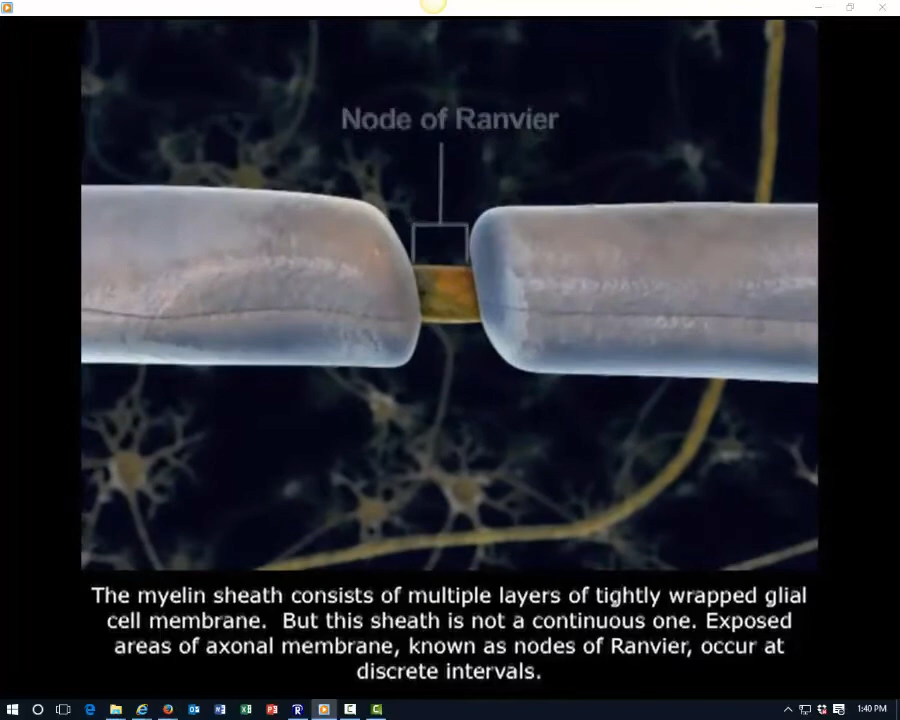 Node of Ranvier
The myelin sheath consists of multiple layers of tightly wrapped glial
cell membrane.  But this sheath is not a continuous one. Exposed
areas of axonal membrane, known as nodes of Ranvier, occur at
discrete intervals.
1:40 PM